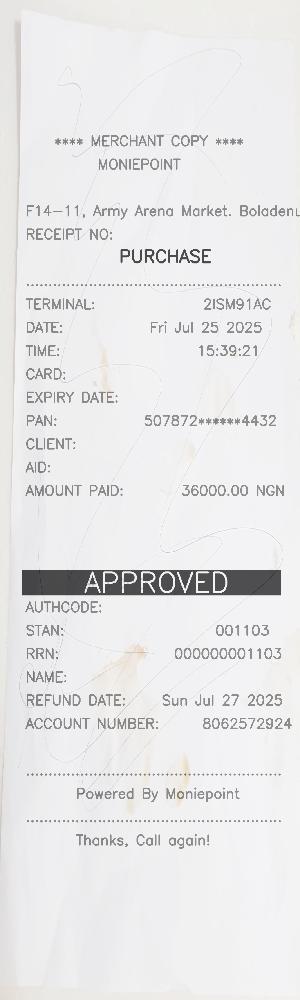 **** MERCHANT COPY ****
MONIEPOINT
F14-11, Army Arena Market. Boladenu
RECEIPT NO:
PURCHASE
TERMINAL: 2ISM91AC
DATE: Fri Jul 25 2025
TIME: 15:39:21
CARD:
EXPIRY DATE:
PAN: 507872******4432
CLIENT:
AID:
AMOUNT PAID: 36000.00 NGN
APPROVED
AUTHCODE:
STAN: 001103
RRN: 000000001103
NAME:
REFUND DATE: Sun Jul 27 2025
ACCOUNT NUMBER: 8062572924
Powered By Moniepoint
Thanks, Call again!